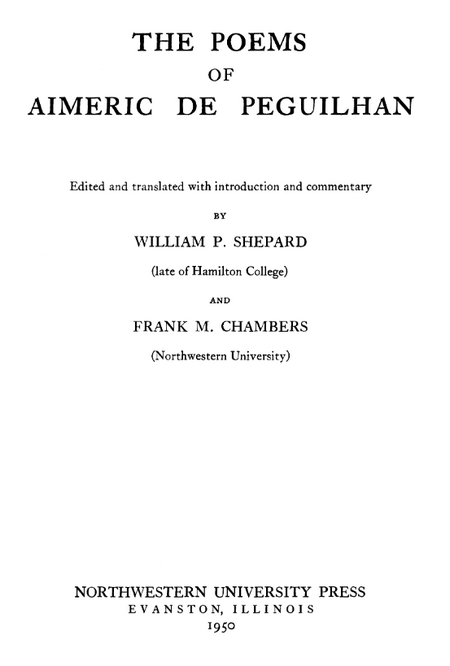 THE POEMS
OF
AIMERIC DE PEGUILHAN
Edited and translated with introduction and commentary
BY
WILLIAM P. SHEPARD
(late of Hamilton College)
AND
FRANK M. CHAMBERS
(Northwestern University)
NORTHWESTERN UNIVERSITY PRESS
EVANSTON, ILLINOIS
1950